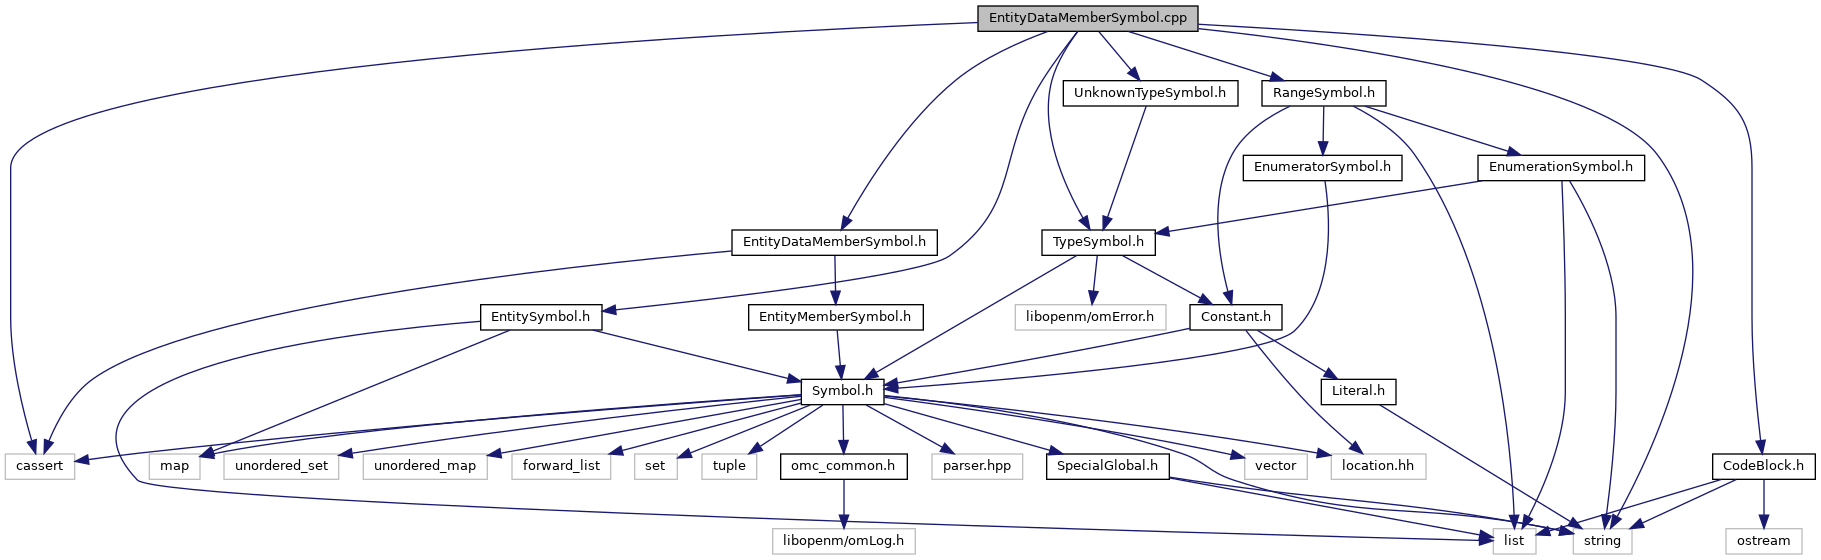 EntityDataMemberSymbol.cpp
UnknownTypeSymbol.h
RangeSymbol.h
EnumeratorSymbol.h
EnumerationSymbol.h
EntityDataMemberSymbol.h
TypeSymbol.h
EntitySymbol.h
EntityMemberSymbol.h
libopenm/omError.h
Constant.h
Symbol.h
Literal.h
cassert
map
unordered_set
unordered_map
forward_list
set
tuple
omc_common.h
parser.hpp
SpecialGlobal.h
vector
location.hh
CodeBlock.h
libopenm/omLog.h
list
string
ostream